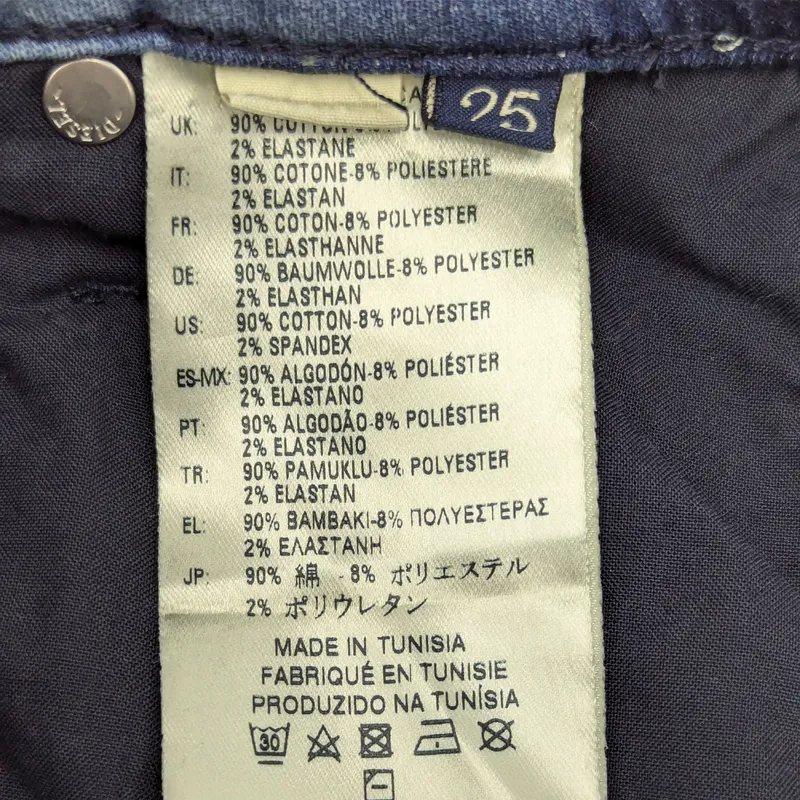 DIESEL
25
UK: 90% COTTON-8% POLY
2% ELASTANE
IT: 90% COTONE-8% POLIESTERE
2% ELASTAN
FR: 90% COTON-8% POLYESTER
2% ELASTHANNE
DE: 90% BAUMWOLLE-8% POLYESTER
2% ELASTHAN
US: 90% COTTON-8% POLYESTER
2% SPANDEX
ES-MX: 90% ALGODÓN-8% POLIÉSTER
2% ELASTANO
PT: 90% ALGODÃO-8% POLIÉSTER
2% ELASTANO
TR: 90% PAMUKLU-8% POLYESTER
2% ELASTAN
EL: 90% ΒΑΜΒΑΚΙ-8% ΠΟΛΥΕΣΤΕΡΑΣ
2% ΕΛΑΣΤΑΝΗ
JP: 90% 綿 - 8% ポリエステル
2% ポリウレタン
MADE IN TUNISIA
FABRIQUÉ EN TUNISIE
PRODUZIDO NA TUNÍSIA
30